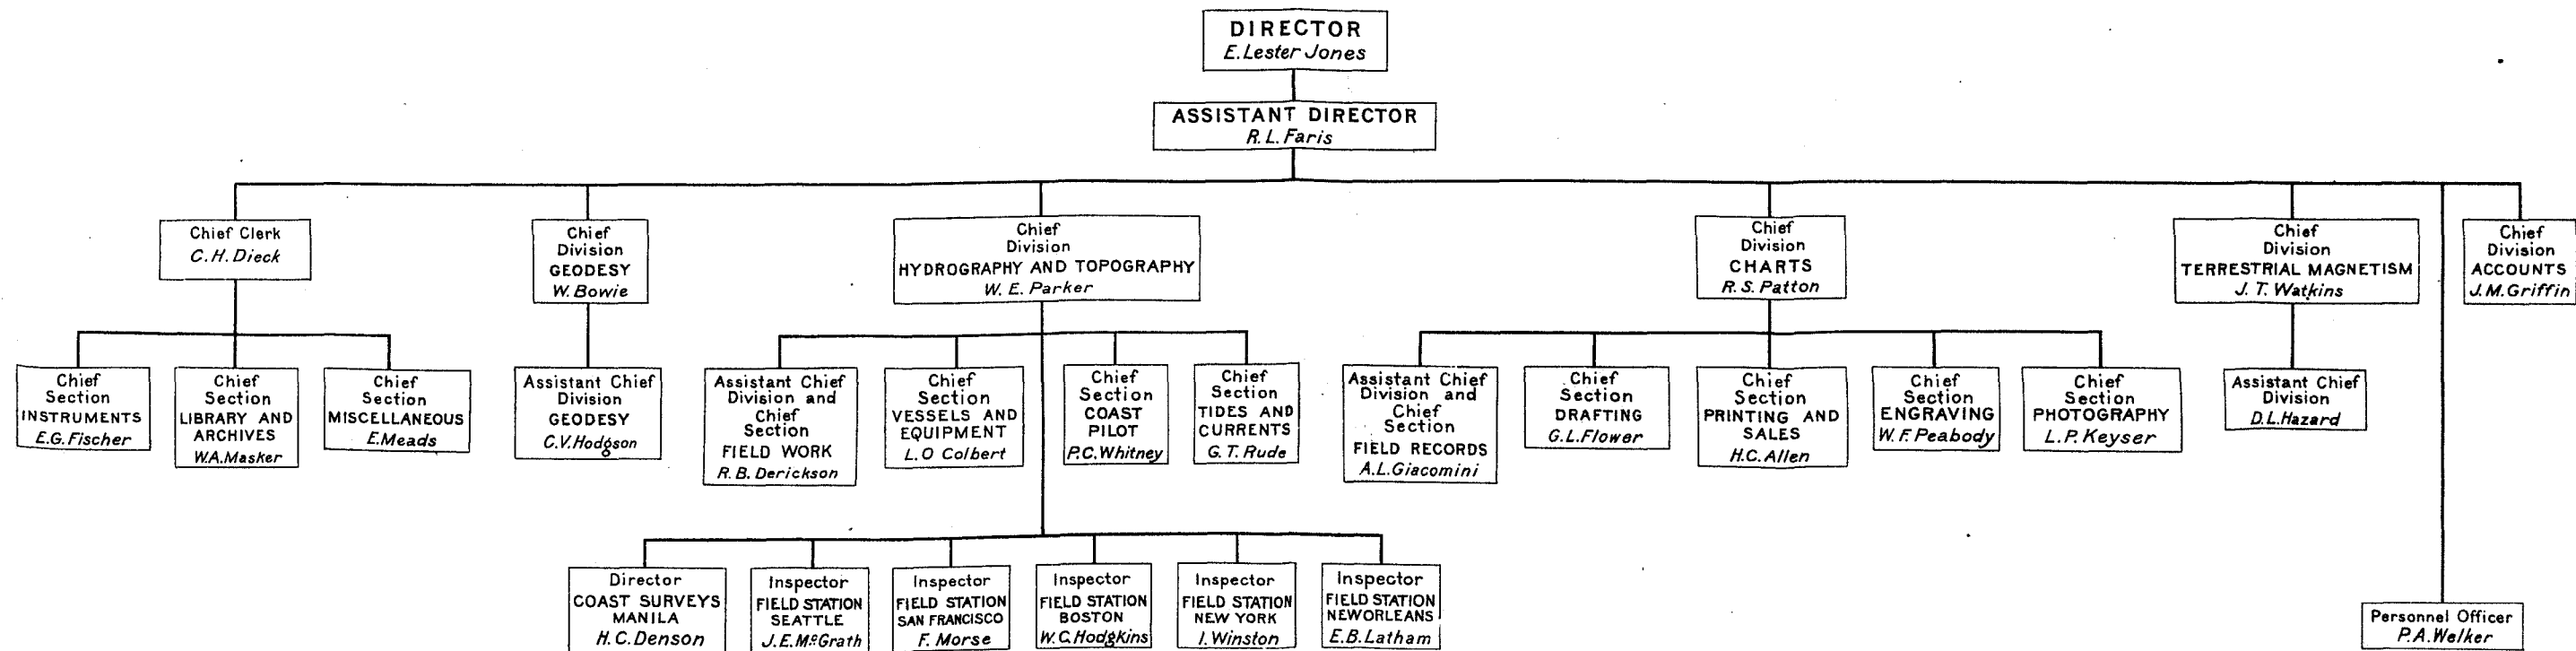 DIRECTOR
E. Lester Jones
ASSISTANT DIRECTOR
R. L. Faris
Chief Clerk
C. H. Dieck
Chief
Division
GEODESY
W. Bowie
Chief
Division
HYDROGRAPHY AND TOPOGRAPHY
W. E. Parker
Chief
Division
CHARTS
R. S. Patton
Chief
Division
TERRESTRIAL MAGNETISM
J. T. Watkins
Chief
Division
ACCOUNTS
J. M. Griffin
Chief
Section
INSTRUMENTS
E. G. Fischer
Chief
Section
LIBRARY AND
ARCHIVES
W. A. Masker
Chief
Section
MISCELLANEOUS
E. Meads
Assistant Chief
Division
GEODESY
C. V. Hodgson
Assistant Chief
Division and
Chief
Section
FIELD WORK
R. B. Derickson
Chief
Section
VESSELS AND
EQUIPMENT
L. O Colbert
Chief
Section
COAST
PILOT
P. C. Whitney
Chief
Section
TIDES AND
CURRENTS
G. T. Rude
Assistant Chief
Division and
Chief
Section
FIELD RECORDS
A. L. Giacomini
Chief
Section
DRAFTING
G. L. Flower
Chief
Section
PRINTING AND
SALES
H. C. Allen
Chief
Section
ENGRAVING
W. F. Peabody
Chief
Section
PHOTOGRAPHY
L. P. Keyser
Assistant Chief
Division
D. L. Hazard
Director
COAST SURVEYS
MANILA
H. C. Denson
Inspector
FIELD STATION
SEATTLE
J. E. McGrath
Inspector
FIELD STATION
SAN FRANCISCO
F. Morse
Inspector
FIELD STATION
BOSTON
W. C. Hodgkins
Inspector
FIELD STATION
NEW YORK
I. Winston
Inspector
FIELD STATION
NEW ORLEANS
E. B. Latham
Personnel Officer
P. A. Welker